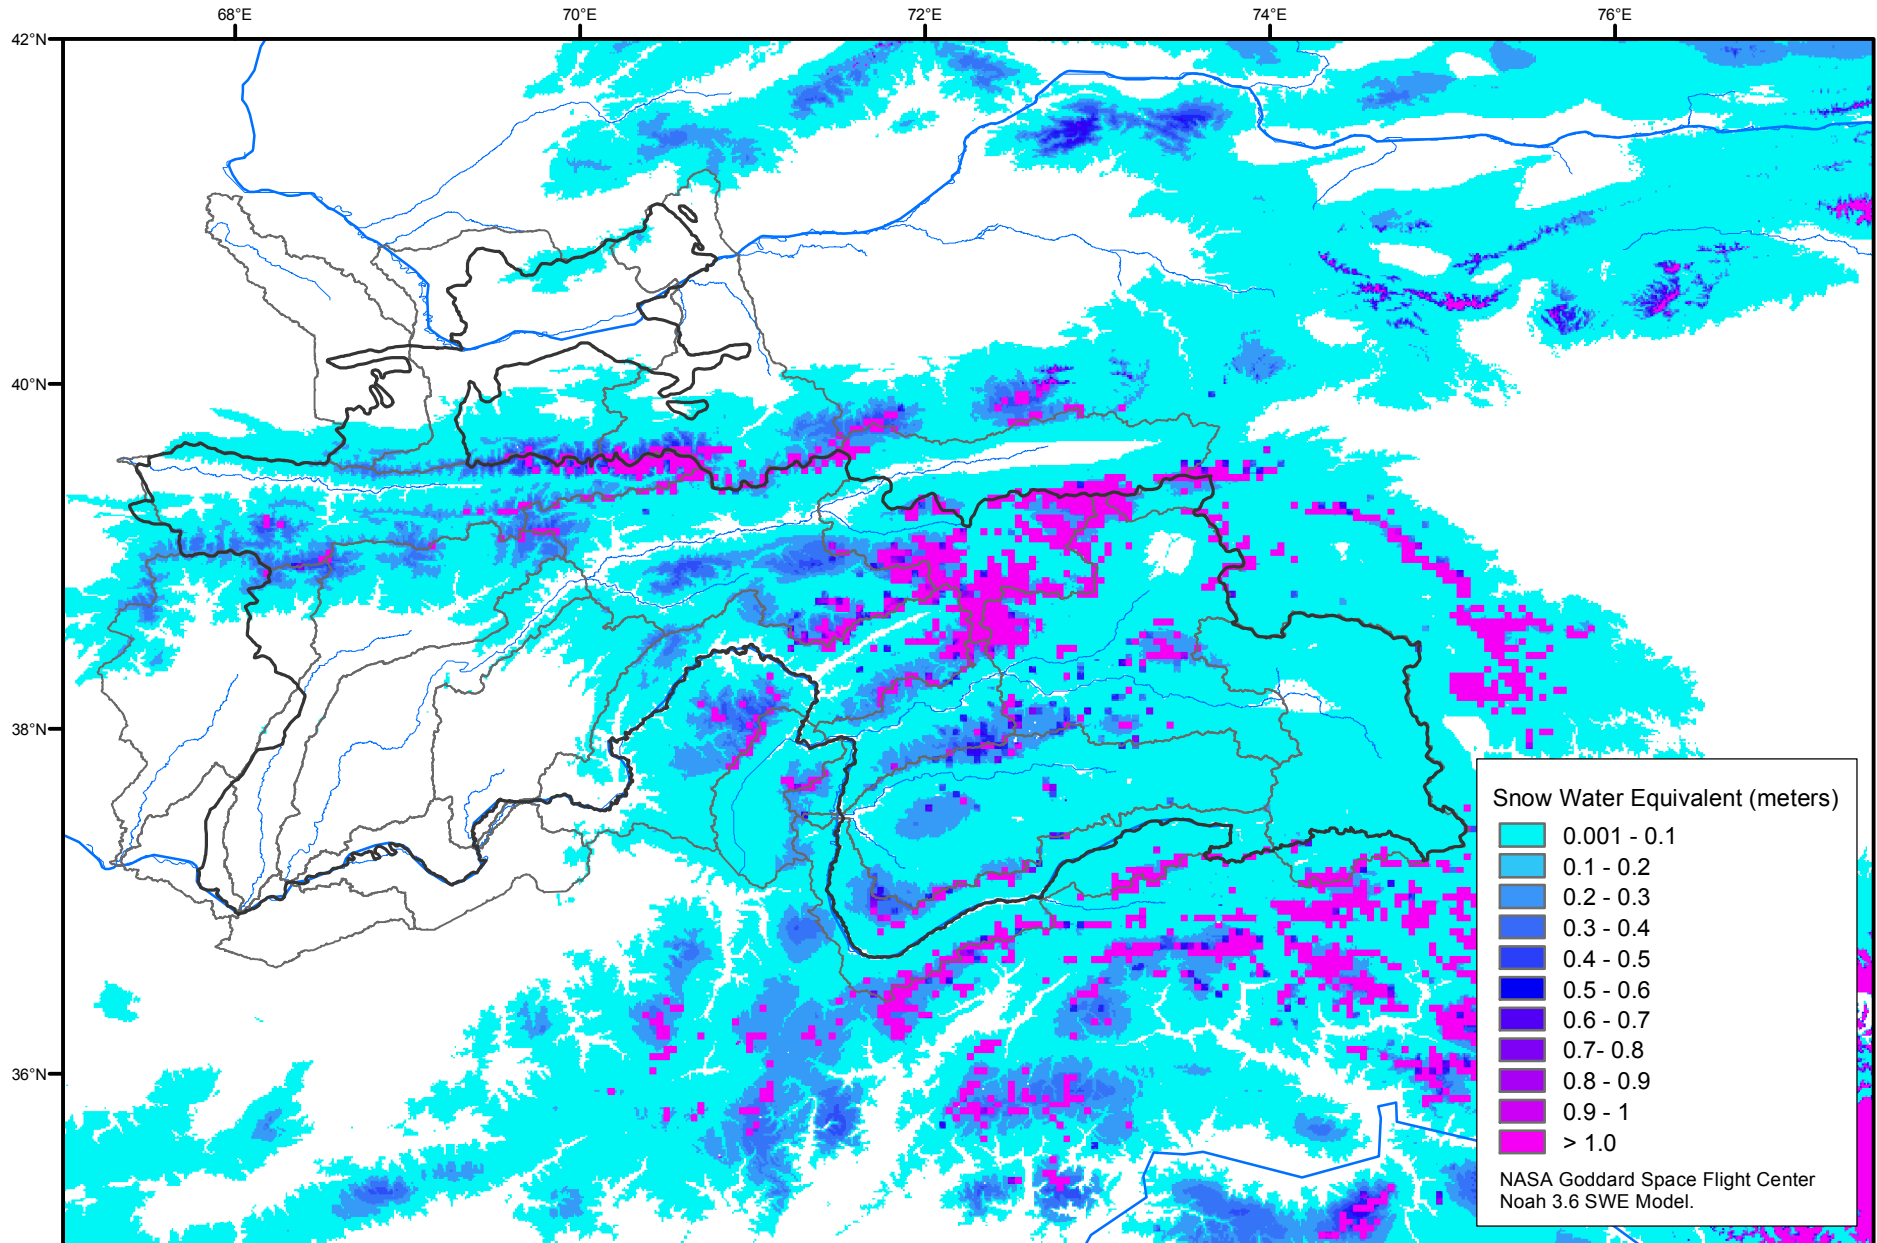 68°E 70°E 72°E 74°E 76°E
42°N
40°N
38°N
36°N
Snow Water Equivalent (meters)
0.001 - 0.1
0.1 - 0.2
0.2 - 0.3
0.3 - 0.4
0.4 - 0.5
0.5 - 0.6
0.6 - 0.7
0.7- 0.8
0.8 - 0.9
0.9 - 1
> 1.0
NASA Goddard Space Flight Center
Noah 3.6 SWE Model.